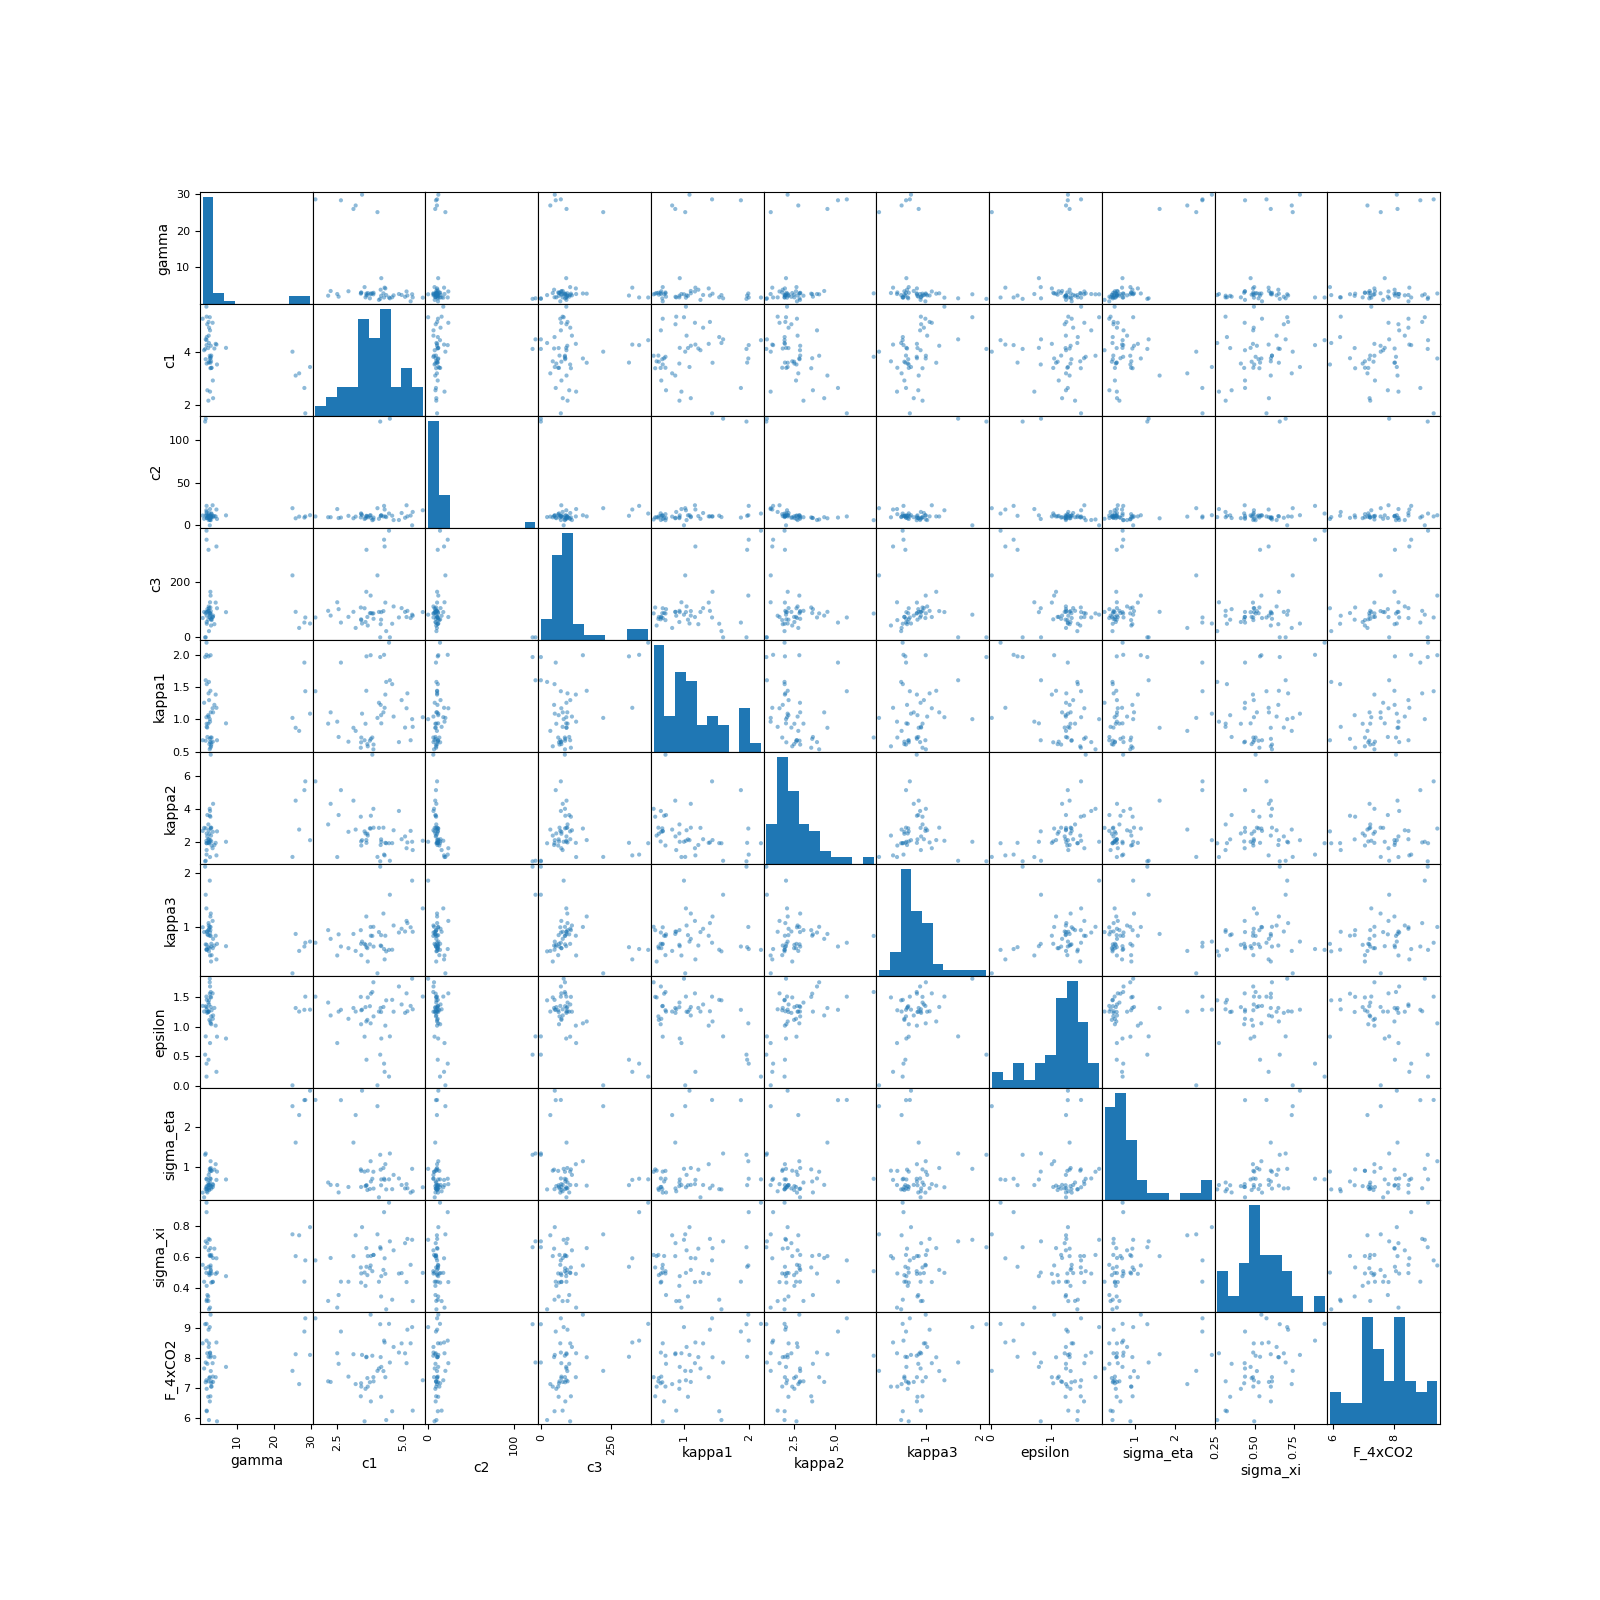 30
20
10
gamma
4
2
c1
100
50
0
c2
200
0
c3
2.0
1.5
1.0
0.5
kappa1
6
4
2
kappa2
2
1
kappa3
1.5
1.0
0.5
0.0
epsilon
2
1
sigma_eta
0.8
0.6
0.4
sigma_xi
9
8
7
6
F_4xCO2
10 20 30 2.5 5.0 0 100 0 250 1 2 2.5 5.0 1 2 0 1 1 2 0.25 0.50 0.75 6 8
gamma c1 c2 c3 kappa1 kappa2 kappa3 epsilon sigma_eta sigma_xi F_4xCO2